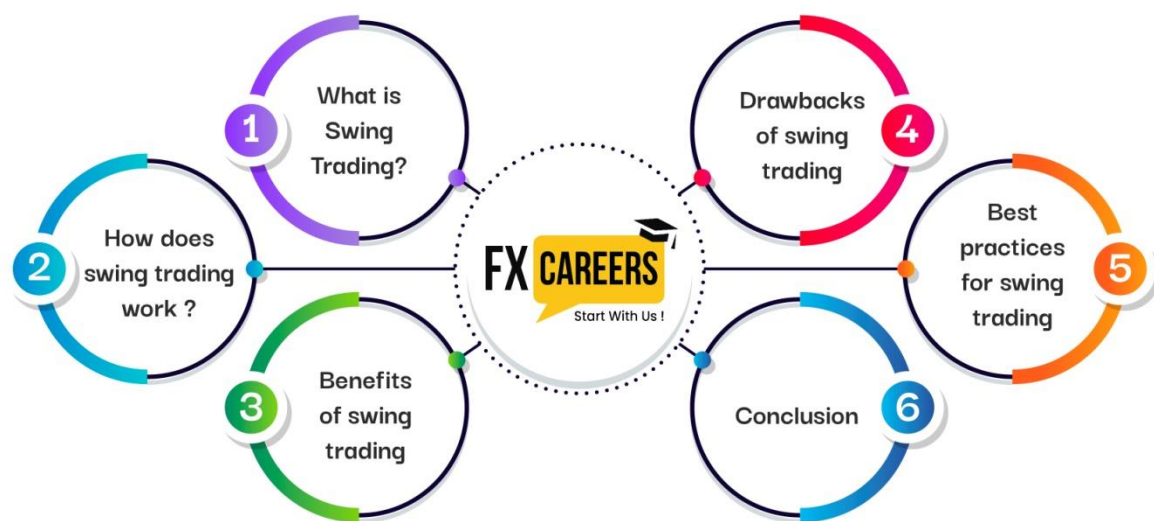 1
What is
Swing
Trading?
2
How does
swing trading
work ?
3
Benefits
of swing
trading
FX CAREERS
Start With Us !
4
Drawbacks
of swing
trading
5
Best
practices
for swing
trading
6
Conclusion